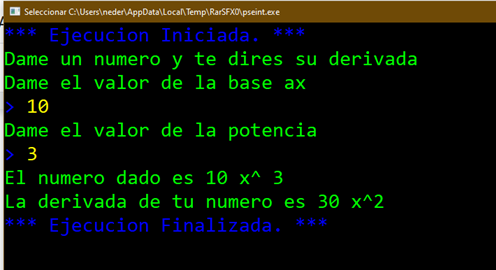 Seleccionar C:\Users\neder\AppData\Local\Temp\RarSFX0\pseint.exe
*** Ejecucion Iniciada. ***
Dame un numero y te dires su derivada
Dame el valor de la base ax
> 10
Dame el valor de la potencia
> 3
El numero dado es 10 x^ 3
La derivada de tu numero es 30 x^2
*** Ejecucion Finalizada. ***